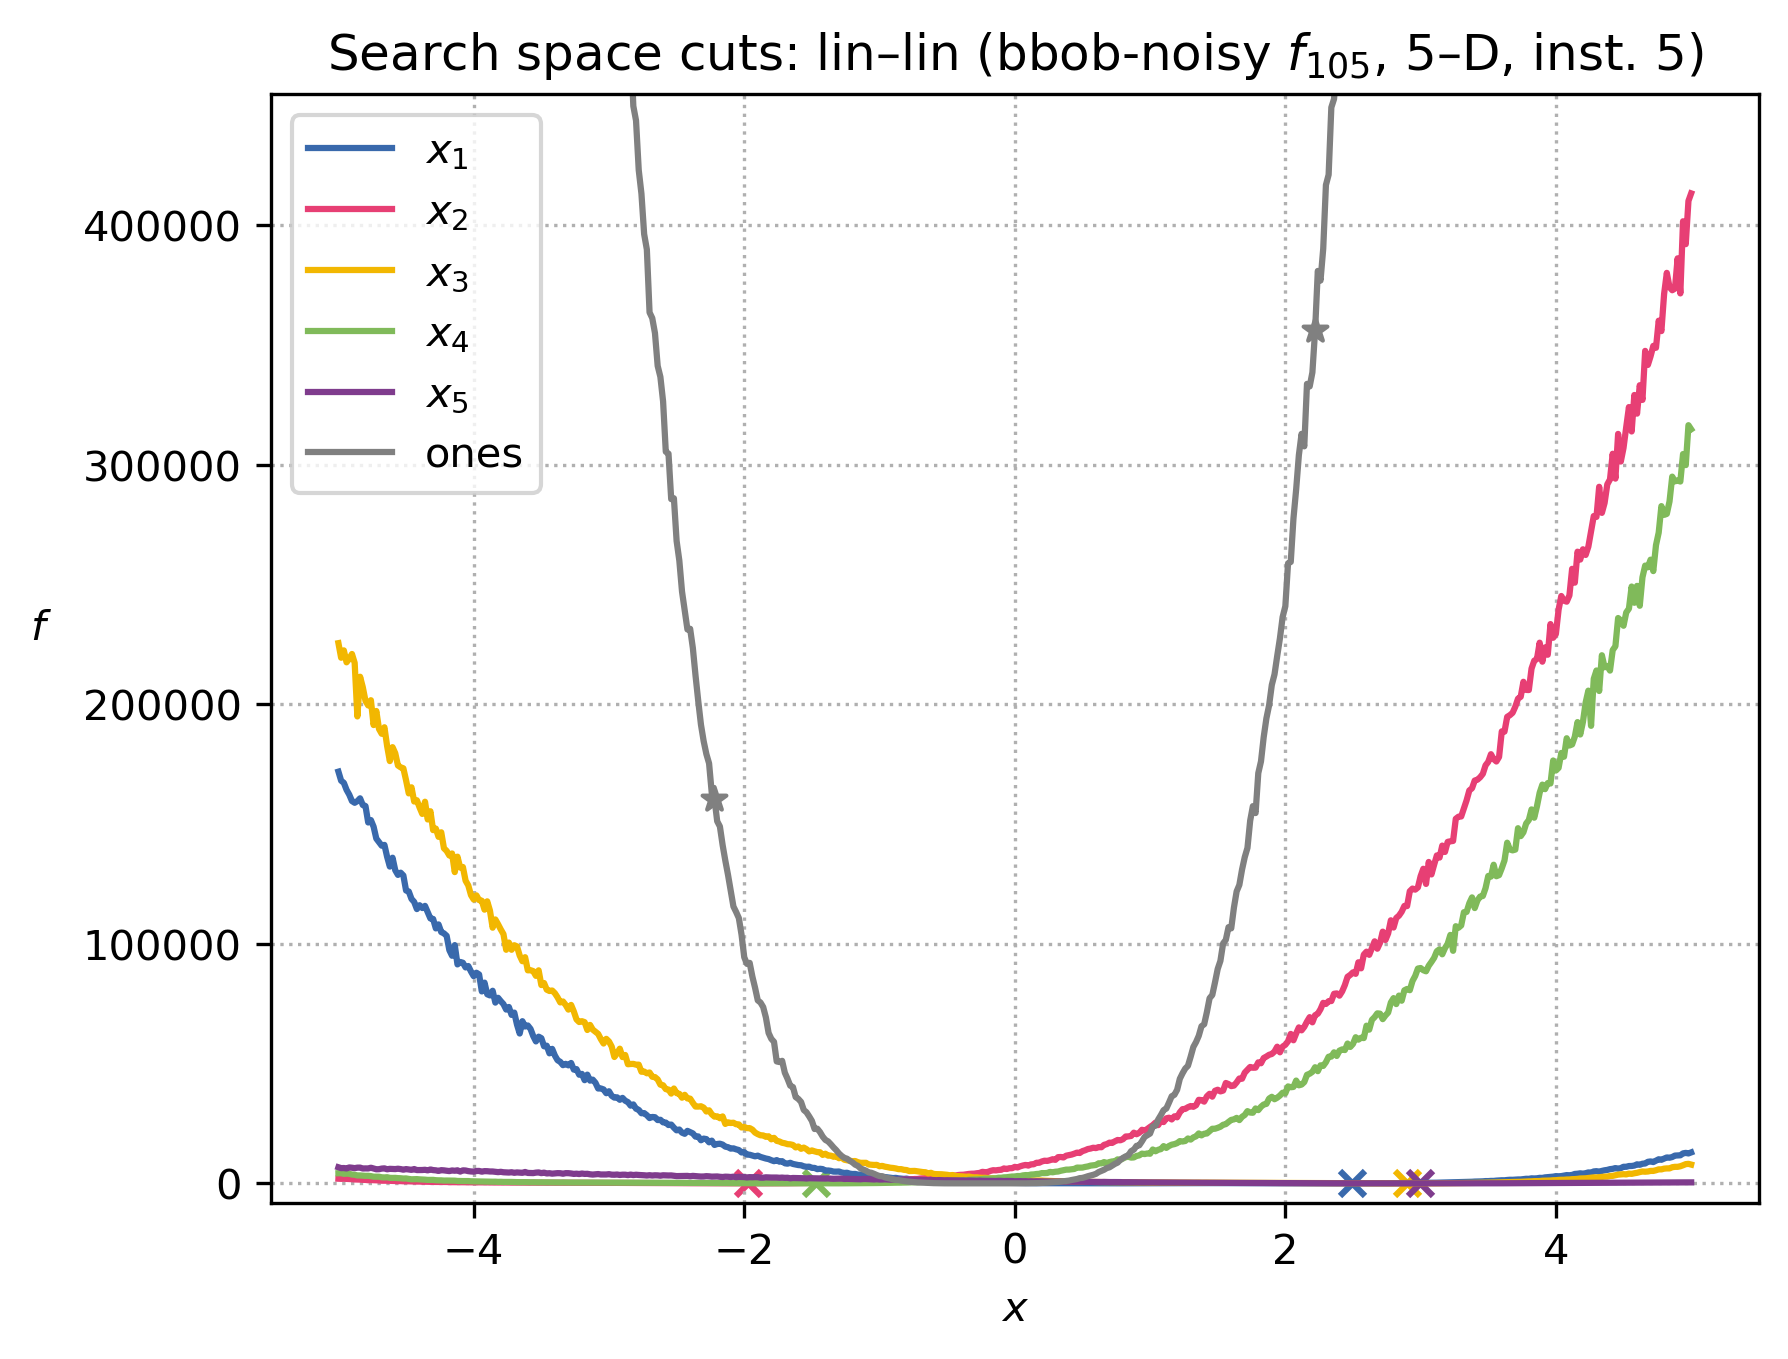 Search space cuts: lin–lin (bbob-noisy f₁₀₅, 5–D, inst. 5)
x₁
x₂
x₃
x₄
x₅
ones
400000
300000
200000
100000
0
f
−4 −2 0 2 4
x